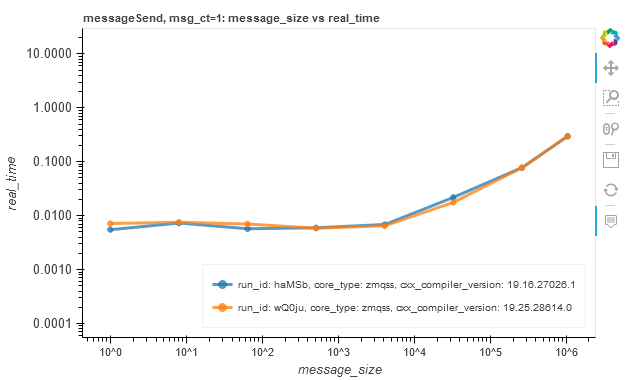 messageSend, msg_ct=1: message_size vs real_time
10.0000
1.0000
0.1000
0.0100
0.0010
0.0001
real_time
run_id: haMSb, core_type: zmqss, cxx_compiler_version: 19.16.27026.1
run_id: wQ0ju, core_type: zmqss, cxx_compiler_version: 19.25.28614.0
10^0 10^1 10^2 10^3 10^4 10^5 10^6
message_size